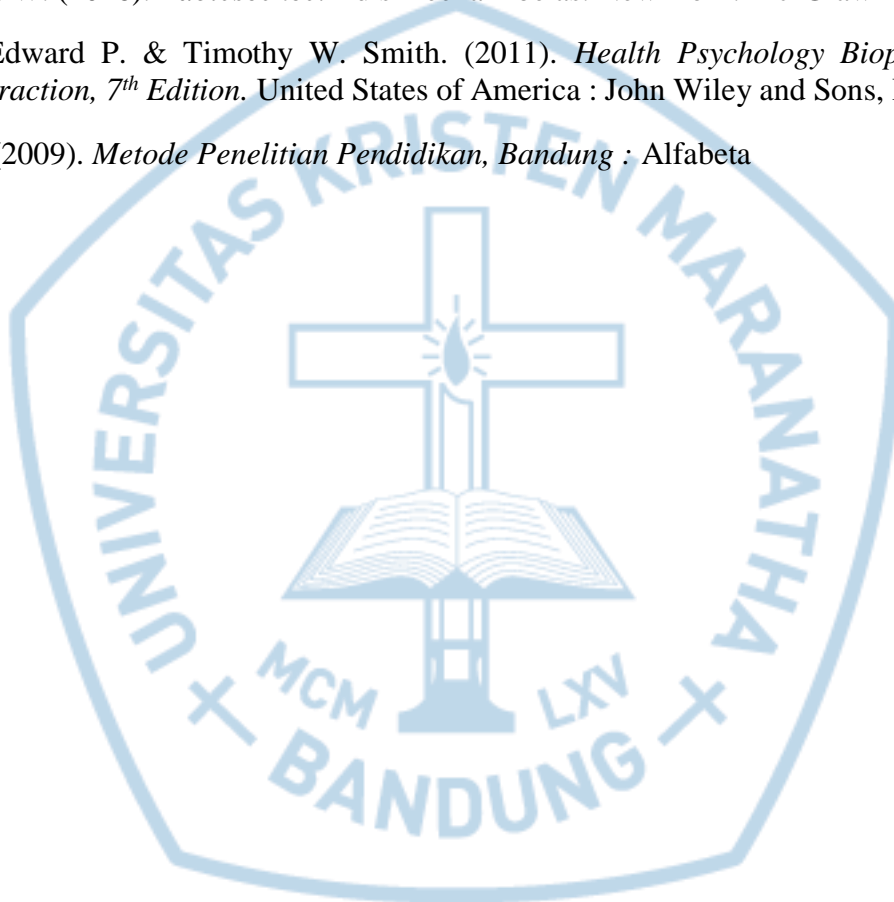 Edward P. & Timothy W. Smith. (2011). Health Psychology Biop
raction, 7th Edition. United States of America : John Wiley and Sons,
(2009). Metode Penelitian Pendidikan, Bandung : Alfabeta
UNIVERSITAS KRISTEN MARANATHA
MCM LXV
BANDUNG